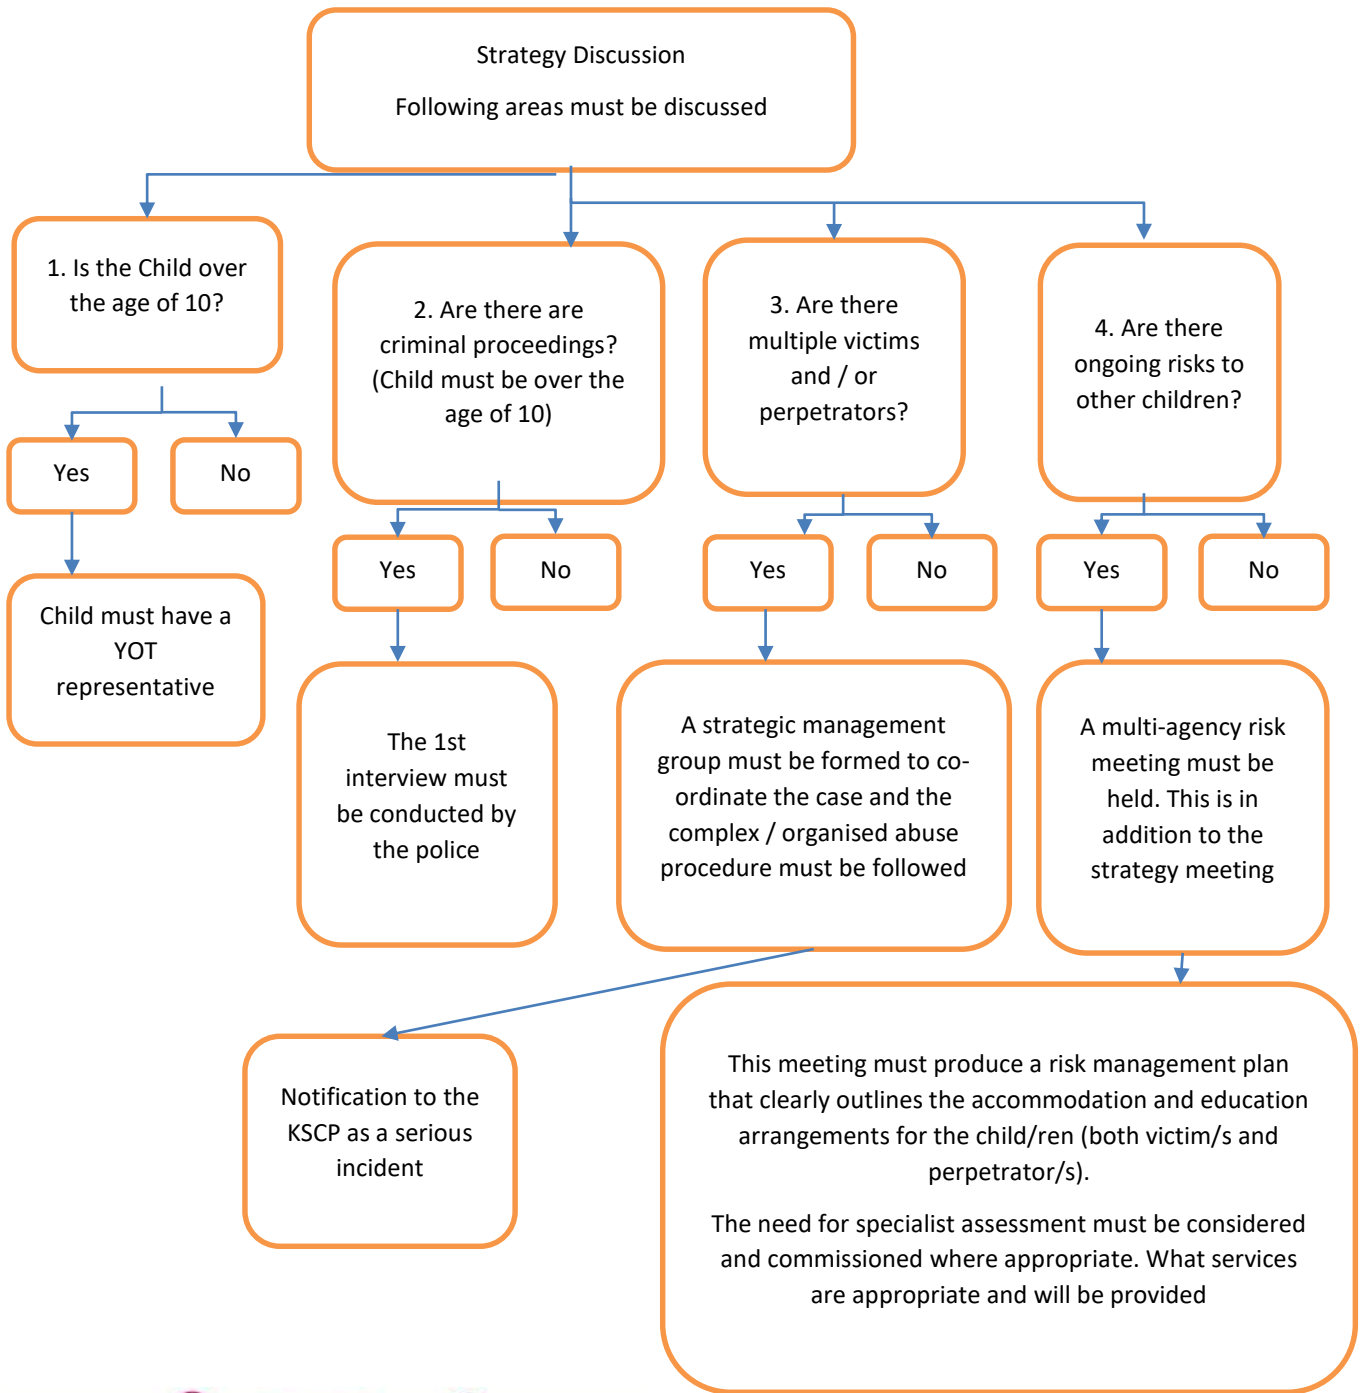 Strategy Discussion
Following areas must be discussed
1. Is the Child over
the age of 10?
Yes
No
Child must have a
YOT
representative
2. Are there are
criminal proceedings?
(Child must be over the
age of 10)
Yes
No
The 1st
interview must
be conducted by
the police
3. Are there
multiple victims
and / or
perpetrators?
Yes
No
A strategic management
group must be formed to co-
ordinate the case and the
complex / organised abuse
procedure must be followed
Notification to the
KSCP as a serious
incident
4. Are there
ongoing risks to
other children?
Yes
No
A multi-agency risk
meeting must be
held. This is in
addition to the
strategy meeting
This meeting must produce a risk management plan
that clearly outlines the accommodation and education
arrangements for the child/ren (both victim/s and
perpetrator/s).
The need for specialist assessment must be considered
and commissioned where appropriate. What services
are appropriate and will be provided